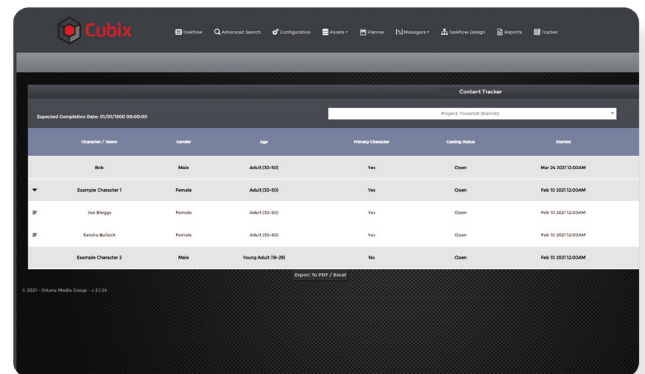 Cubix
Taskflow Advanced Search Configuration Assets Planner Managers Taskflow Design Reports Tracker
Content Tracker
Expected Completion Date: 01/01/1900 00:00:00 Project: Toastet (Danish)
Character / Talent Gender Age Primary Character Casting Status Started
Bob Male Adult (30-50) Yes Open Mar 24 2021 12:00AM
Example Character 1 Female Adult (30-50) Yes Open Feb 10 2021 12:00AM
Joe Bloggs Female Adult (30-50) Yes Open Feb 10 2021 12:00AM
Sandra Bullock Female Adult (30-50) Yes Open Feb 10 2021 12:00AM
Example Character 2 Male Young Adult (18-29) No Open Feb 10 2021 12:00AM
Export To PDF / Excel
© 2021 - Ortana Media Group - v 2.1.34